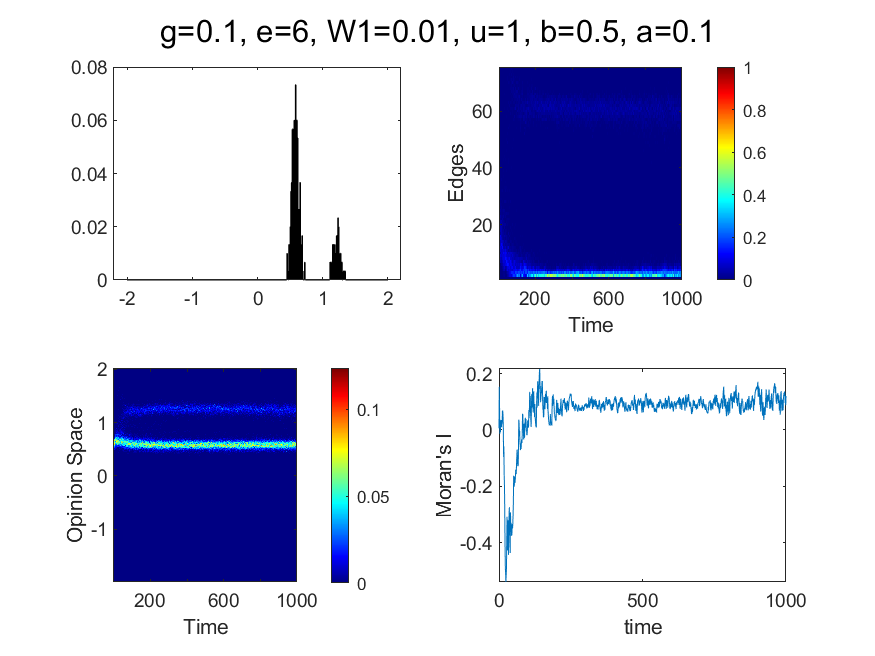 g=0.1, e=6, W1=0.01, u=1, b=0.5, a=0.1
0.08
0.06
0.04
0.02
0
-2 -1 0 1 2
Edges
60
40
20
200 600 1000
Time
1
0.8
0.6
0.4
0.2
0
Opinion Space
2
1
0
-1
200 600 1000
Time
0.1
0.05
0
Moran's I
0.2
0
-0.2
-0.4
0 500 1000
time